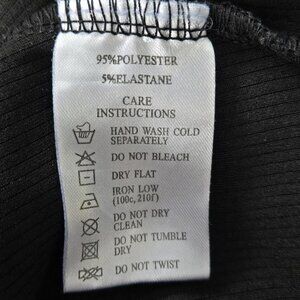 95%POLYESTER
5%ELASTANE
CARE
INSTRUCTIONS
HAND WASH COLD
SEPARATELY
DO NOT BLEACH
DRY FLAT
IRON LOW
(100c, 210f)
DO NOT DRY
CLEAN
DO NOT TUMBLE
DRY
DO NOT TWIST